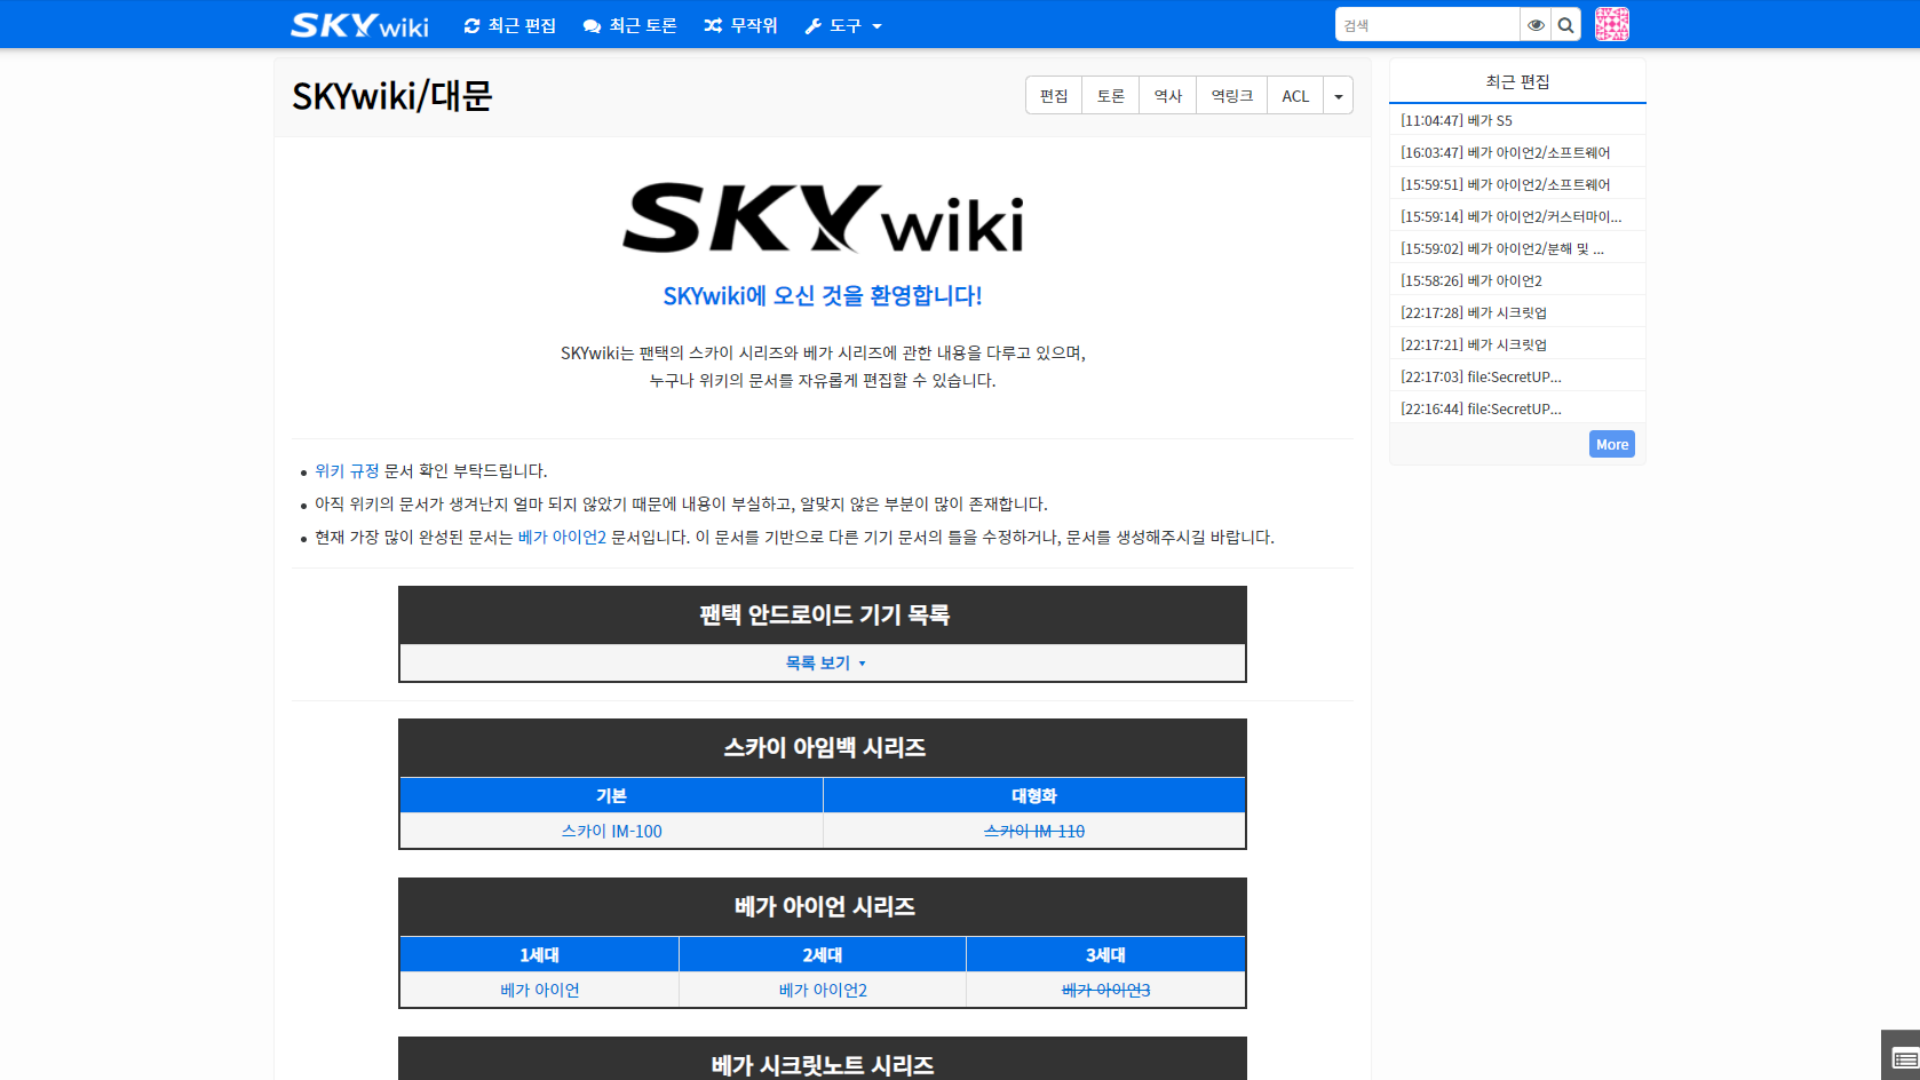 SKYwiki 최근 편집 최근 토론 무작위 도구 검색
SKYwiki/대문
편집 토론 역사 역링크 ACL
SKYwiki
SKYwiki에 오신 것을 환영합니다!
SKYwiki는 팬택의 스카이 시리즈와 베가 시리즈에 관한 내용을 다루고 있으며,
누구나 위키의 문서를 자유롭게 편집할 수 있습니다.
위키 규정 문서 확인 부탁드립니다.
아직 위키의 문서가 생겨난지 얼마 되지 않았기 때문에 내용이 부실하고, 알맞지 않은 부분이 많이 존재합니다.
현재 가장 많이 완성된 문서는 베가 아이언2 문서입니다. 이 문서를 기반으로 다른 기기 문서의 틀을 수정하거나, 문서를 생성해주시길 바랍니다.
팬택 안드로이드 기기 목록
목록 보기
스카이 아임백 시리즈
기본 대형화
스카이 IM-100 스카이 IM-110
베가 아이언 시리즈
1세대 2세대 3세대
베가 아이언 베가 아이언2 베가 아이언3
베가 시크릿노트 시리즈
최근 편집
[11:04:47] 베가 S5
[16:03:47] 베가 아이언2/소프트웨어
[15:59:51] 베가 아이언2/소프트웨어
[15:59:14] 베가 아이언2/커스터마이...
[15:59:02] 베가 아이언2/분해 및 ...
[15:58:26] 베가 아이언2
[22:17:28] 베가 시크릿업
[22:17:21] 베가 시크릿업
[22:17:03] file:SecretUP...
[22:16:44] file:SecretUP...
More